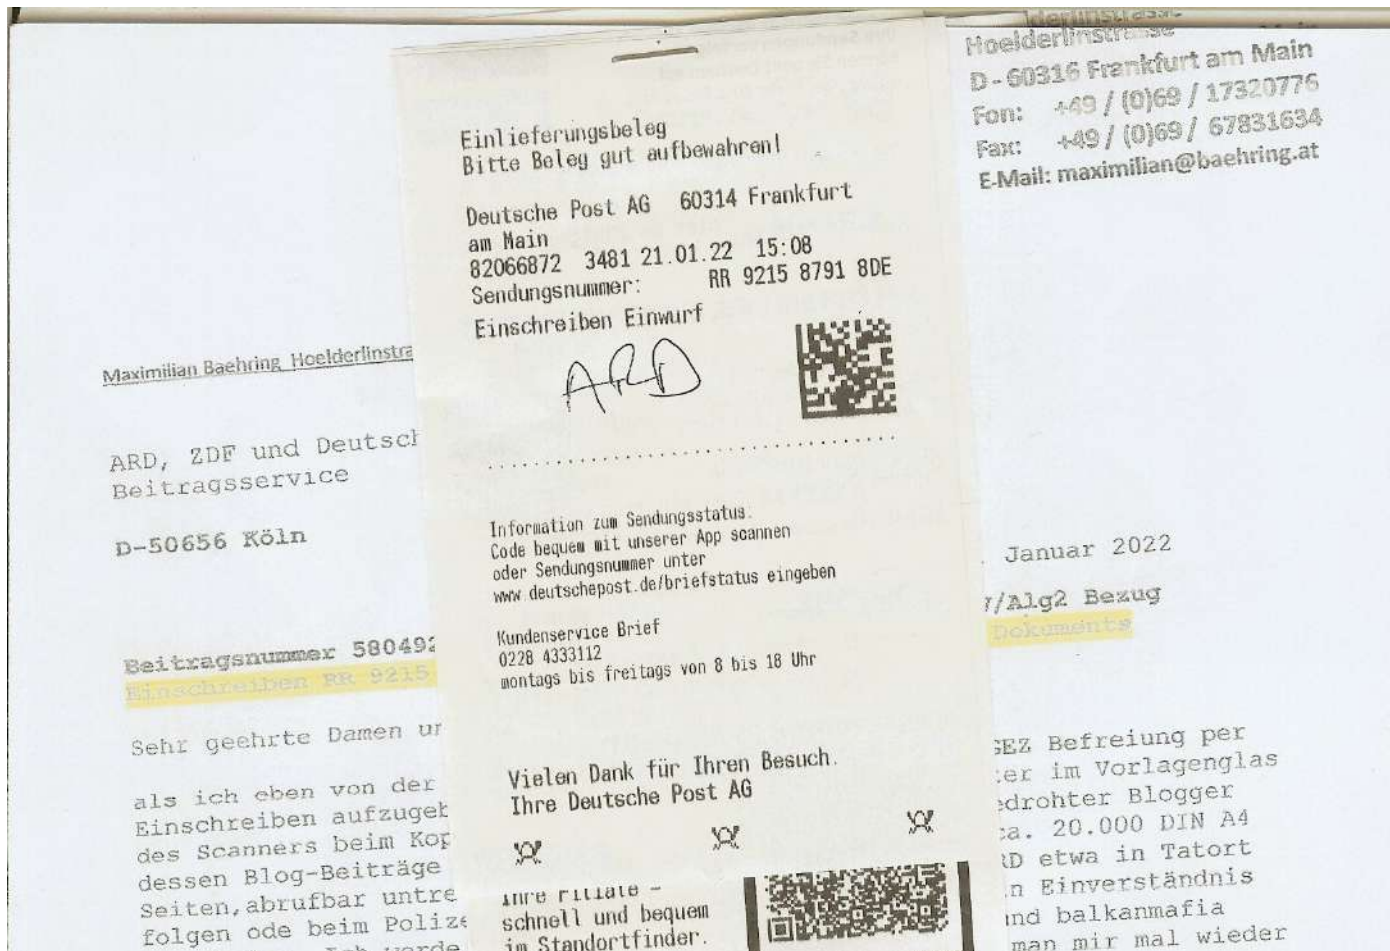 Hoelderlinstrasse
D - 60316 Frankfurt am Main
Fon: +49 / (0)69 / 17320776
Fax: +49 / (0)69 / 67831634
E-Mail: maximilian@baehring.at
Maximilian Baehring Hoelderlinstra
ARD, ZDF und Deutsch
Beitragsservice
D-50656 Köln
Januar 2022
/Alg2 Bezug
Beitragsnummer 58049
Einschreiben RR 9215
Dokuments
Sehr geehrte Damen un
GEZ Befreiung per
als ich eben von der
er im Vorlagenglas
Einschreiben aufzugeb
edrohter Blogger
des Scanners beim Kop
ca. 20.000 DIN A4
dessen Blog-Beiträge
RD etwa in Tatort
Seiten,abrufbar untre
n Einverständnis
folgen ode beim Polize
nd balkanmafia
man mir mal wieder
Einlieferungsbeleg
Bitte Beleg gut aufbewahren!
Deutsche Post AG 60314 Frankfurt
am Main
82066872 3481 21.01.22 15:08
Sendungsnummer: RR 9215 8791 8DE
Einschreiben Einwurf
ARD
Information zum Sendungsstatus.
Code bequem mit unserer App scannen
oder Sendungsnummer unter
www.deutschepost.de/briefstatus eingeben
Kundenservice Brief
0228 4333112
montags bis freitags von 8 bis 18 Uhr
Vielen Dank für Ihren Besuch.
Ihre Deutsche Post AG
Ihre Filiale -
schnell und bequem
im Standortfinder.